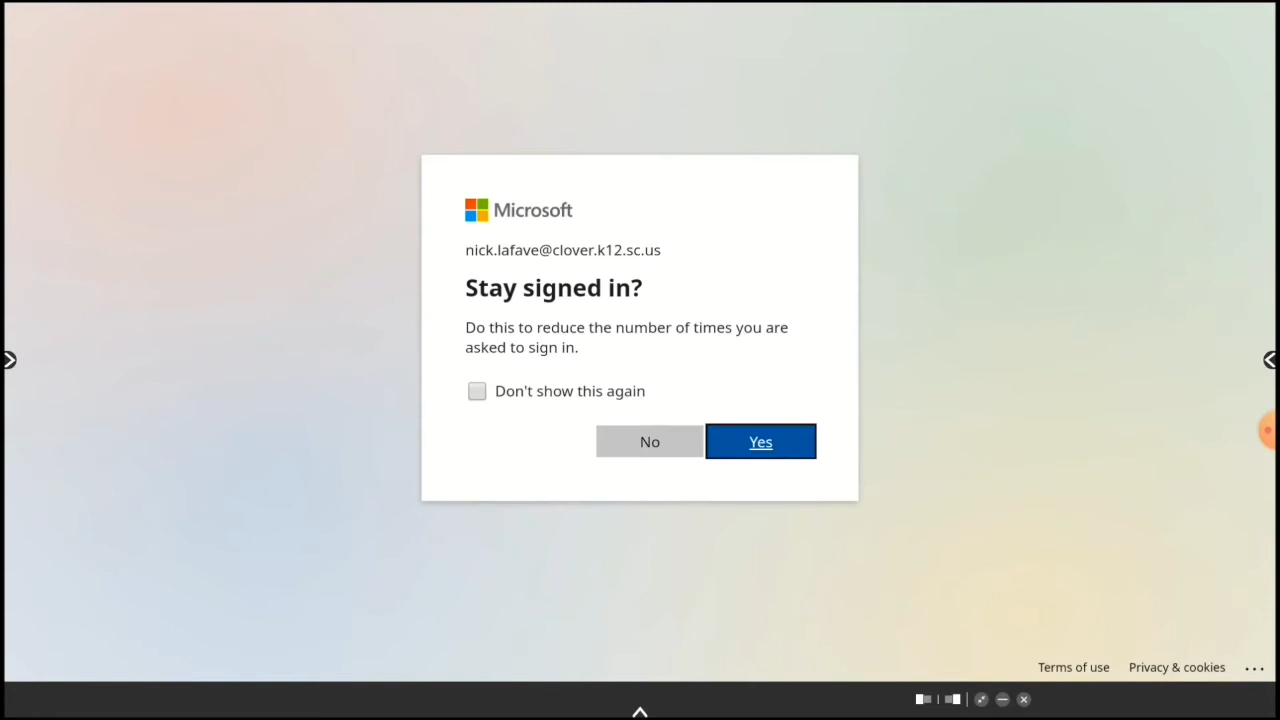 Microsoft
nick.lafave@clover.k12.sc.us
Stay signed in?
Do this to reduce the number of times you are
asked to sign in.
Don't show this again
No Yes
Terms of use Privacy & cookies ...